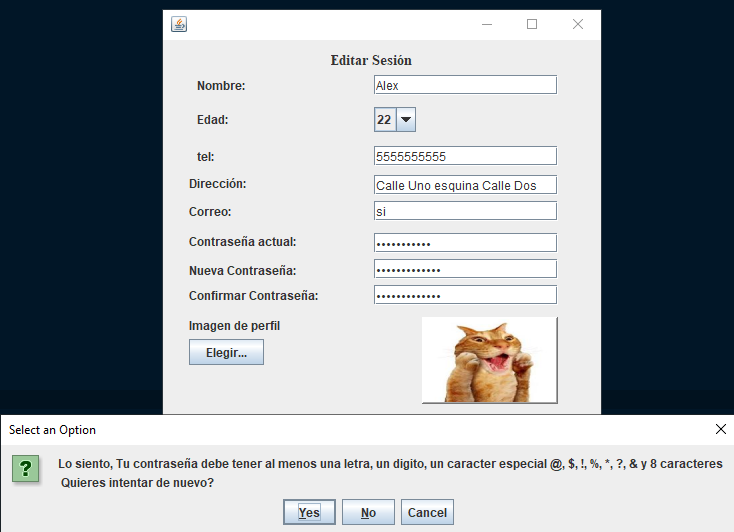 Editar Sesión
Nombre: Alex
Edad: 22
tel: 5555555555
Dirección: Calle Uno esquina Calle Dos
Correo: si
Contraseña actual: •••••••••••
Nueva Contraseña: •••••••••••••
Confirmar Contraseña: •••••••••••••
Imagen de perfil
Elegir...
Select an Option
? Lo siento, Tu contraseña debe tener al menos una letra, un digito, un caracter especial @, $, !, %, *, ?, & y 8 caracteres
Quieres intentar de nuevo?
Yes No Cancel